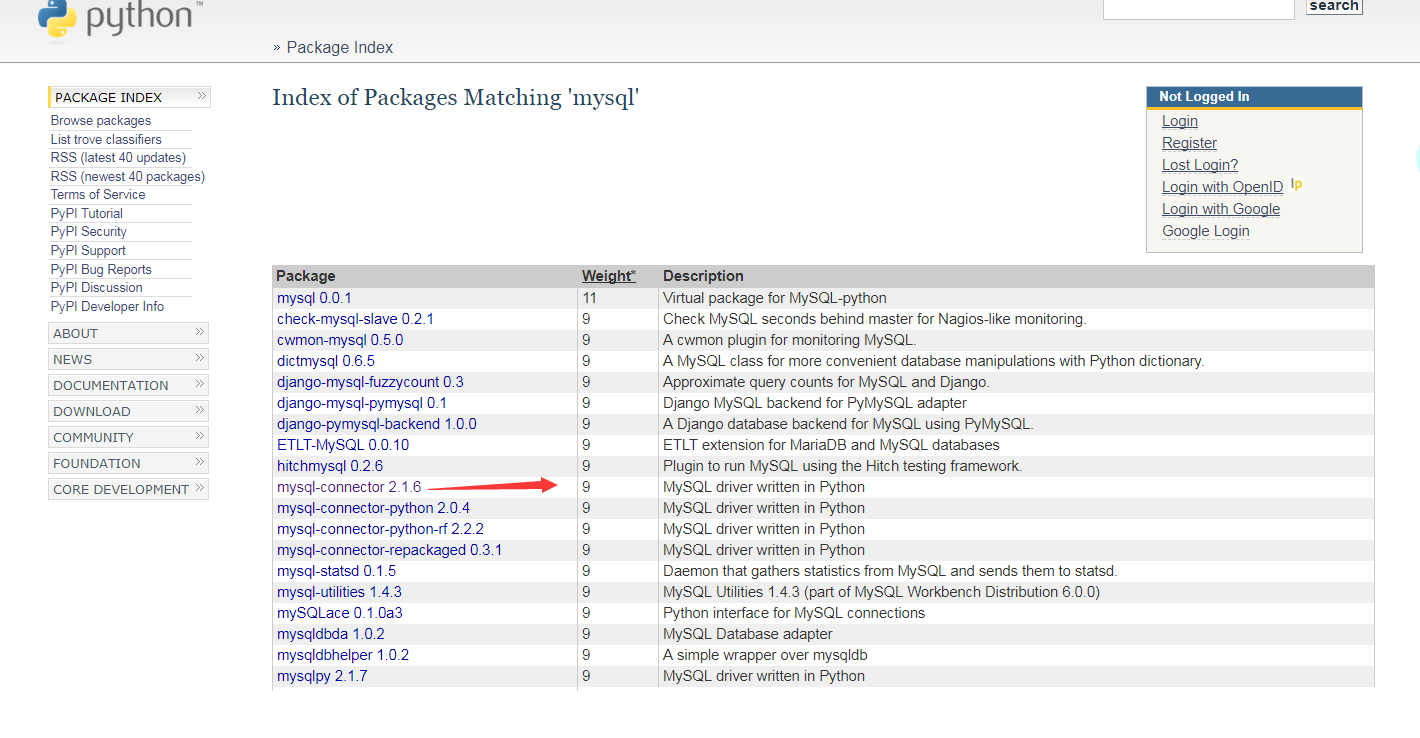 python™
search
» Package Index
PACKAGE INDEX »
Browse packages
List trove classifiers
RSS (latest 40 updates)
RSS (newest 40 packages)
Terms of Service
PyPI Tutorial
PyPI Security
PyPI Support
PyPI Bug Reports
PyPI Discussion
PyPI Developer Info
ABOUT »
NEWS »
DOCUMENTATION »
DOWNLOAD »
COMMUNITY »
FOUNDATION »
CORE DEVELOPMENT »
Index of Packages Matching 'mysql'
Not Logged In
Login
Register
Lost Login?
Login with OpenID lp
Login with Google
Google Login
Package Weight* Description
mysql 0.0.1 11 Virtual package for MySQL-python
check-mysql-slave 0.2.1 9 Check MySQL seconds behind master for Nagios-like monitoring.
cwmon-mysql 0.5.0 9 A cwmon plugin for monitoring MySQL.
dictmysql 0.6.5 9 A MySQL class for more convenient database manipulations with Python dictionary.
django-mysql-fuzzycount 0.3 9 Approximate query counts for MySQL and Django.
django-mysql-pymysql 0.1 9 Django MySQL backend for PyMySQL adapter
django-pymysql-backend 1.0.0 9 A Django database backend for MySQL using PyMySQL.
ETLT-MySQL 0.0.10 9 ETLT extension for MariaDB and MySQL databases
hitchmysql 0.2.6 9 Plugin to run MySQL using the Hitch testing framework.
mysql-connector 2.1.6 9 MySQL driver written in Python
mysql-connector-python 2.0.4 9 MySQL driver written in Python
mysql-connector-python-rf 2.2.2 9 MySQL driver written in Python
mysql-connector-repackaged 0.3.1 9 MySQL driver written in Python
mysql-statsd 0.1.5 9 Daemon that gathers statistics from MySQL and sends them to statsd.
mysql-utilities 1.4.3 9 MySQL Utilities 1.4.3 (part of MySQL Workbench Distribution 6.0.0)
mySQLace 0.1.0a3 9 Python interface for MySQL connections
mysqldbda 1.0.2 9 MySQL Database adapter
mysqldbhelper 1.0.2 9 A simple wrapper over mysqldb
mysqlpy 2.1.7 9 MySQL driver written in Python